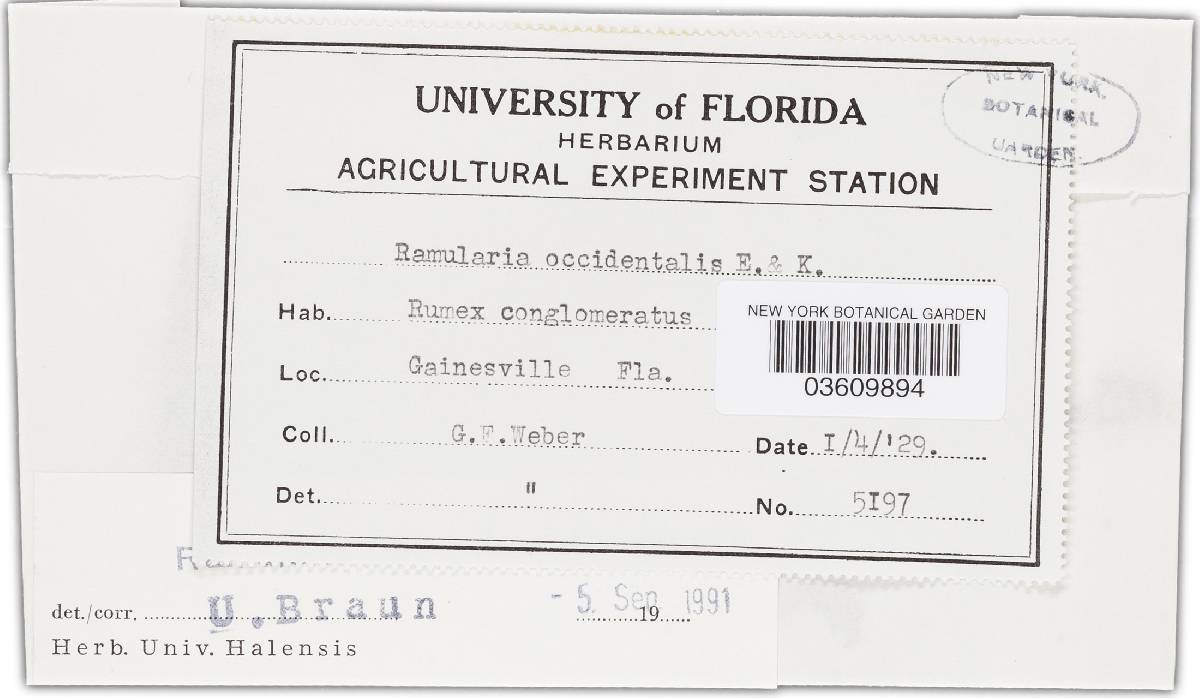 UNIVERSITY of FLORIDA
HERBARIUM
AGRICULTURAL EXPERIMENT STATION
NEW YORK
BOTANICAL
GARDEN
Ramularia occidentalis E. & K.
Hab. Rumex conglomeratus
NEW YORK BOTANICAL GARDEN
03609894
Loc. Gainesville Fla.
Coll. G.F.Weber Date I/4/'29.
Det. " No. 5I97
det./corr. U.Braun - 5. Sep. 19 1991
Herb. Univ. Halensis